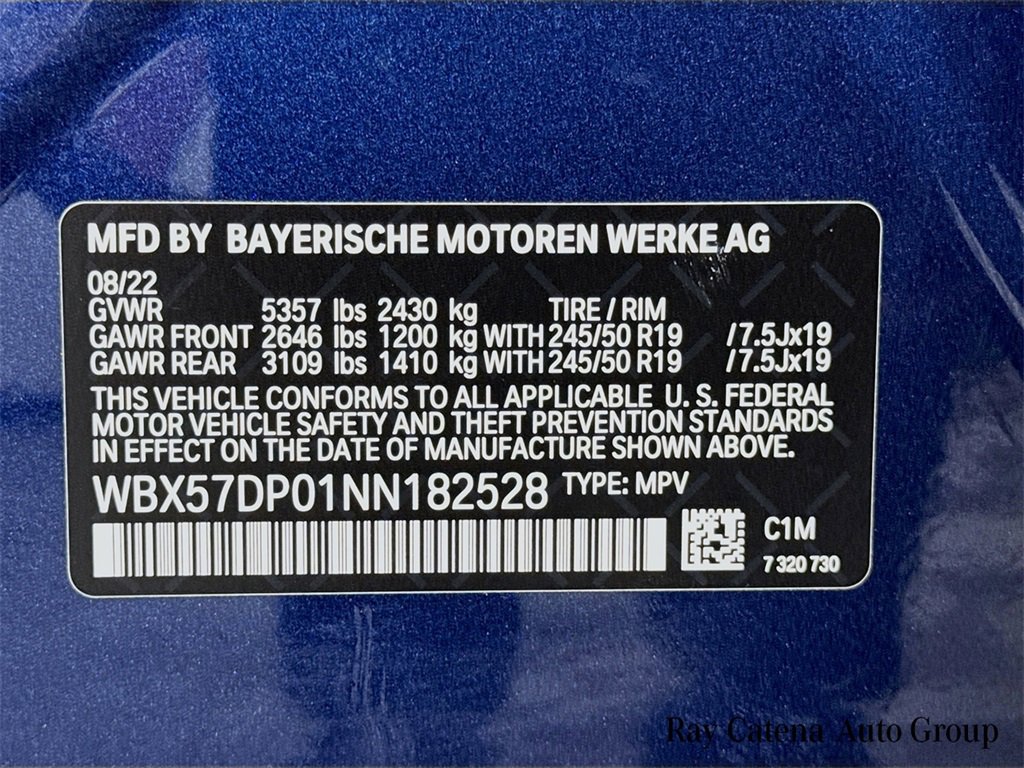 MFD BY BAYERISCHE MOTOREN WERKE AG
08/22
GVWR 5357 lbs 2430 kg TIRE / RIM
GAWR FRONT 2646 lbs 1200 kg WITH 245/50 R19 /7.5Jx19
GAWR REAR 3109 lbs 1410 kg WITH 245/50 R19 /7.5Jx19
THIS VEHICLE CONFORMS TO ALL APPLICABLE U. S. FEDERAL
MOTOR VEHICLE SAFETY AND THEFT PREVENTION STANDARDS
IN EFFECT ON THE DATE OF MANUFACTURE SHOWN ABOVE.
WBX57DP01NN182528 TYPE: MPV
C1M
7 320 730
Ray Catena Auto Group